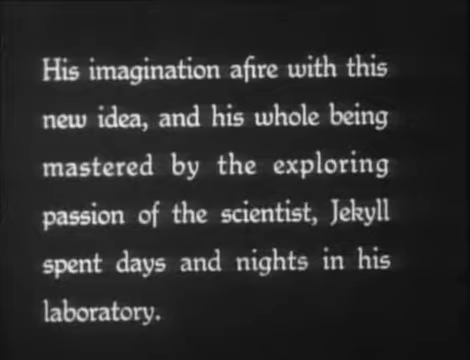 His imagination afire with this
new idea, and his whole being
mastered by the exploring
passion of the scientist, Jekyll
spent days and nights in his
laboratory.